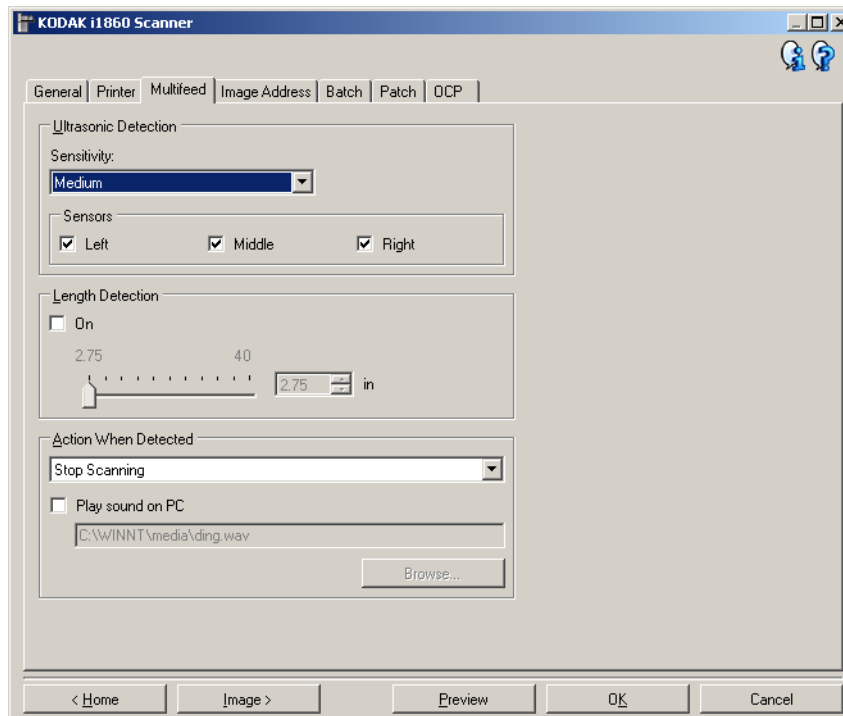 KODAK i1860 Scanner
General Printer Multifeed Image Address Batch Patch OCP
Ultrasonic Detection
Sensitivity:
Medium
Sensors
Left Middle Right
Length Detection
On
2.75 40
2.75 in
Action When Detected
Stop Scanning
Play sound on PC
C:\WINNT\media\ding.wav
Browse...
< Home Image > Preview OK Cancel